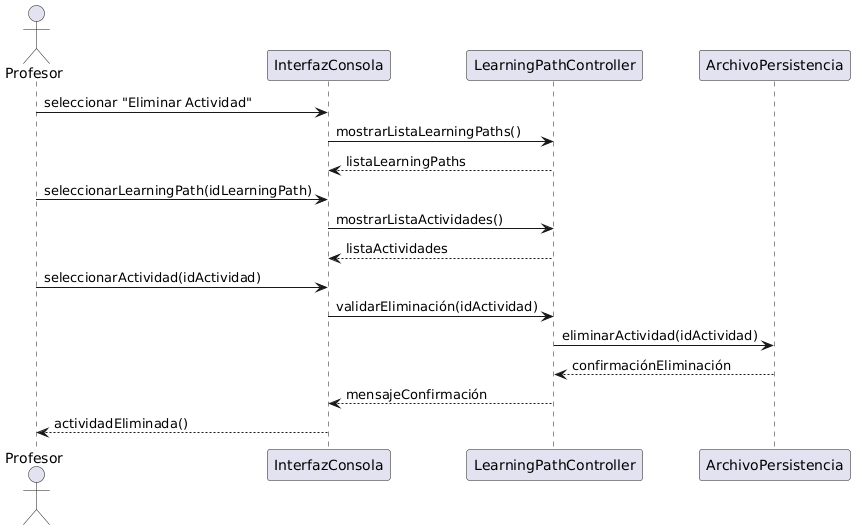 Profesor
InterfazConsola
LearningPathController
ArchivoPersistencia
seleccionar "Eliminar Actividad"
mostrarListaLearningPaths()
listaLearningPaths
seleccionarLearningPath(idLearningPath)
mostrarListaActividades()
listaActividades
seleccionarActividad(idActividad)
validarEliminación(idActividad)
eliminarActividad(idActividad)
confirmaciónEliminación
mensajeConfirmación
actividadEliminada()
Profesor
InterfazConsola
LearningPathController
ArchivoPersistencia